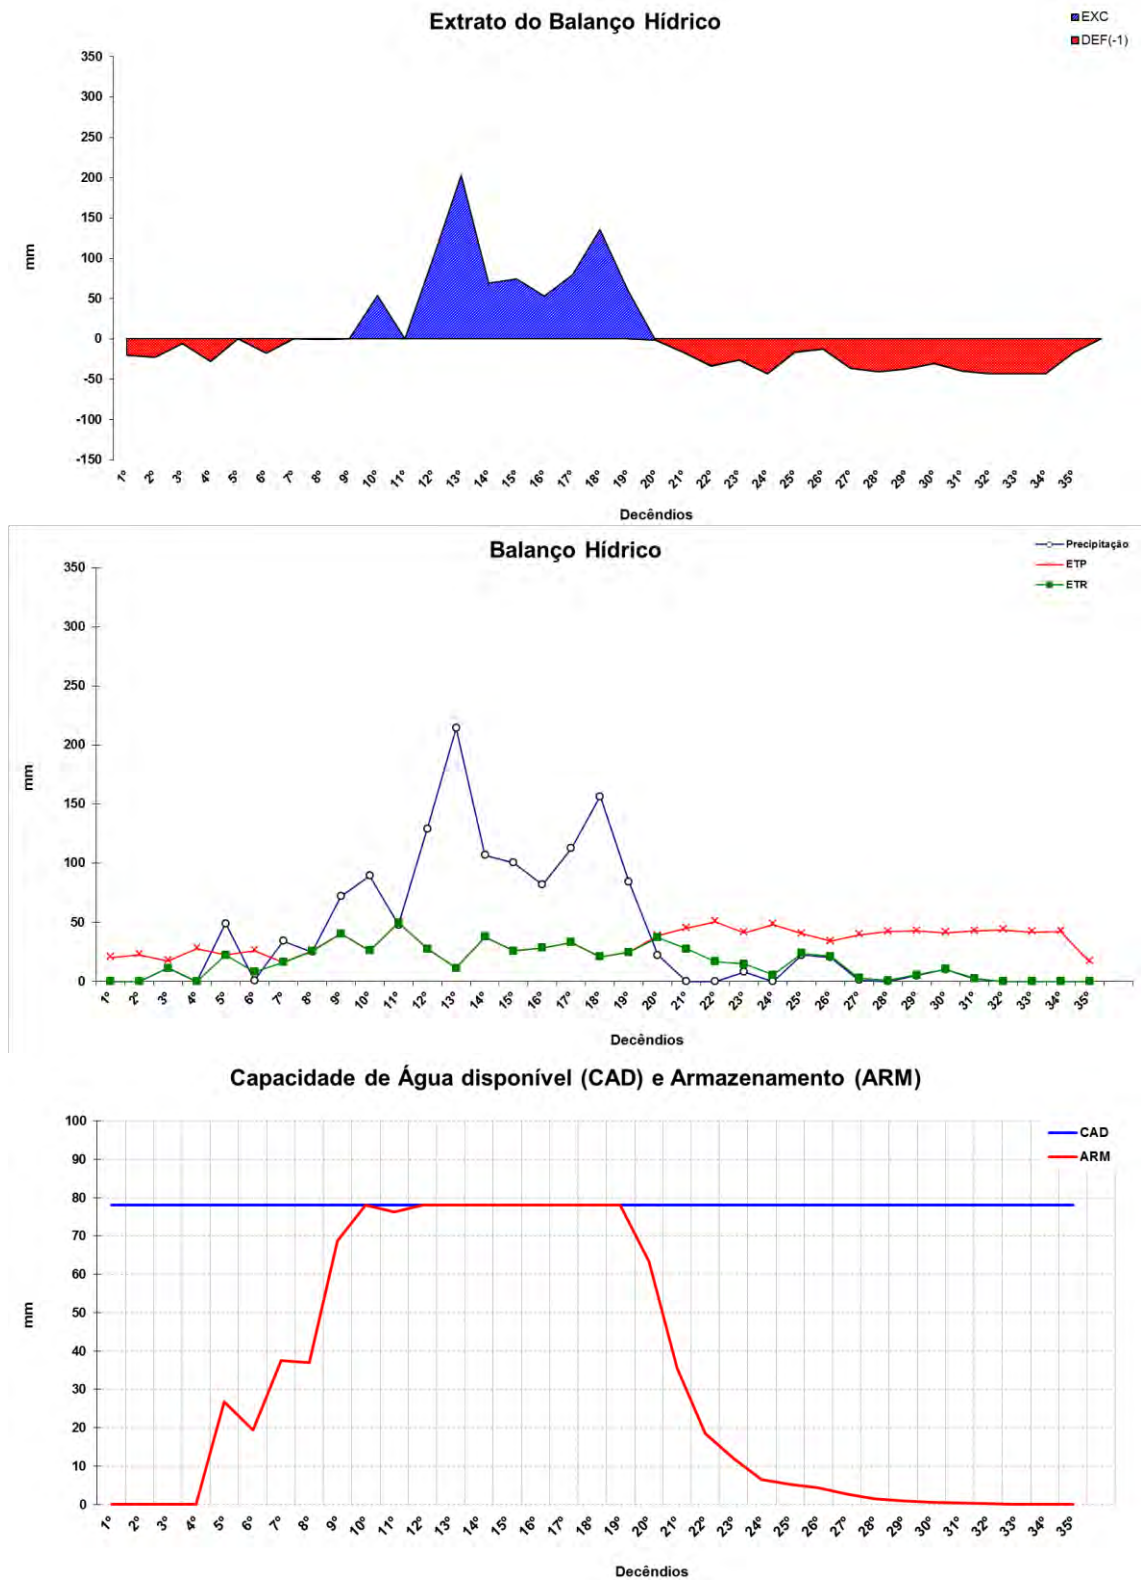 Extrato do Balanço Hídrico
EXC
DEF(-1)
350
300
250
200
150
100
50
0
-50
-100
-150
mm
1º 2º 3º 4º 5º 6º 7º 8º 9º 10º 11º 12º 13º 14º 15º 16º 17º 18º 19º 20º 21º 22º 23º 24º 25º 26º 27º 28º 29º 30º 31º 32º 33º 34º 35º
Decêndios
Balanço Hídrico
Precipitação
ETP
ETR
350
300
250
200
150
100
50
0
mm
1º 2º 3º 4º 5º 6º 7º 8º 9º 10º 11º 12º 13º 14º 15º 16º 17º 18º 19º 20º 21º 22º 23º 24º 25º 26º 27º 28º 29º 30º 31º 32º 33º 34º 35º
Decêndios
Capacidade de Água disponível (CAD) e Armazenamento (ARM)
CAD
ARM
100
90
80
70
60
50
40
30
20
10
0
mm
1º 2º 3º 4º 5º 6º 7º 8º 9º 10º 11º 12º 13º 14º 15º 16º 17º 18º 19º 20º 21º 22º 23º 24º 25º 26º 27º 28º 29º 30º 31º 32º 33º 34º 35º
Decêndios